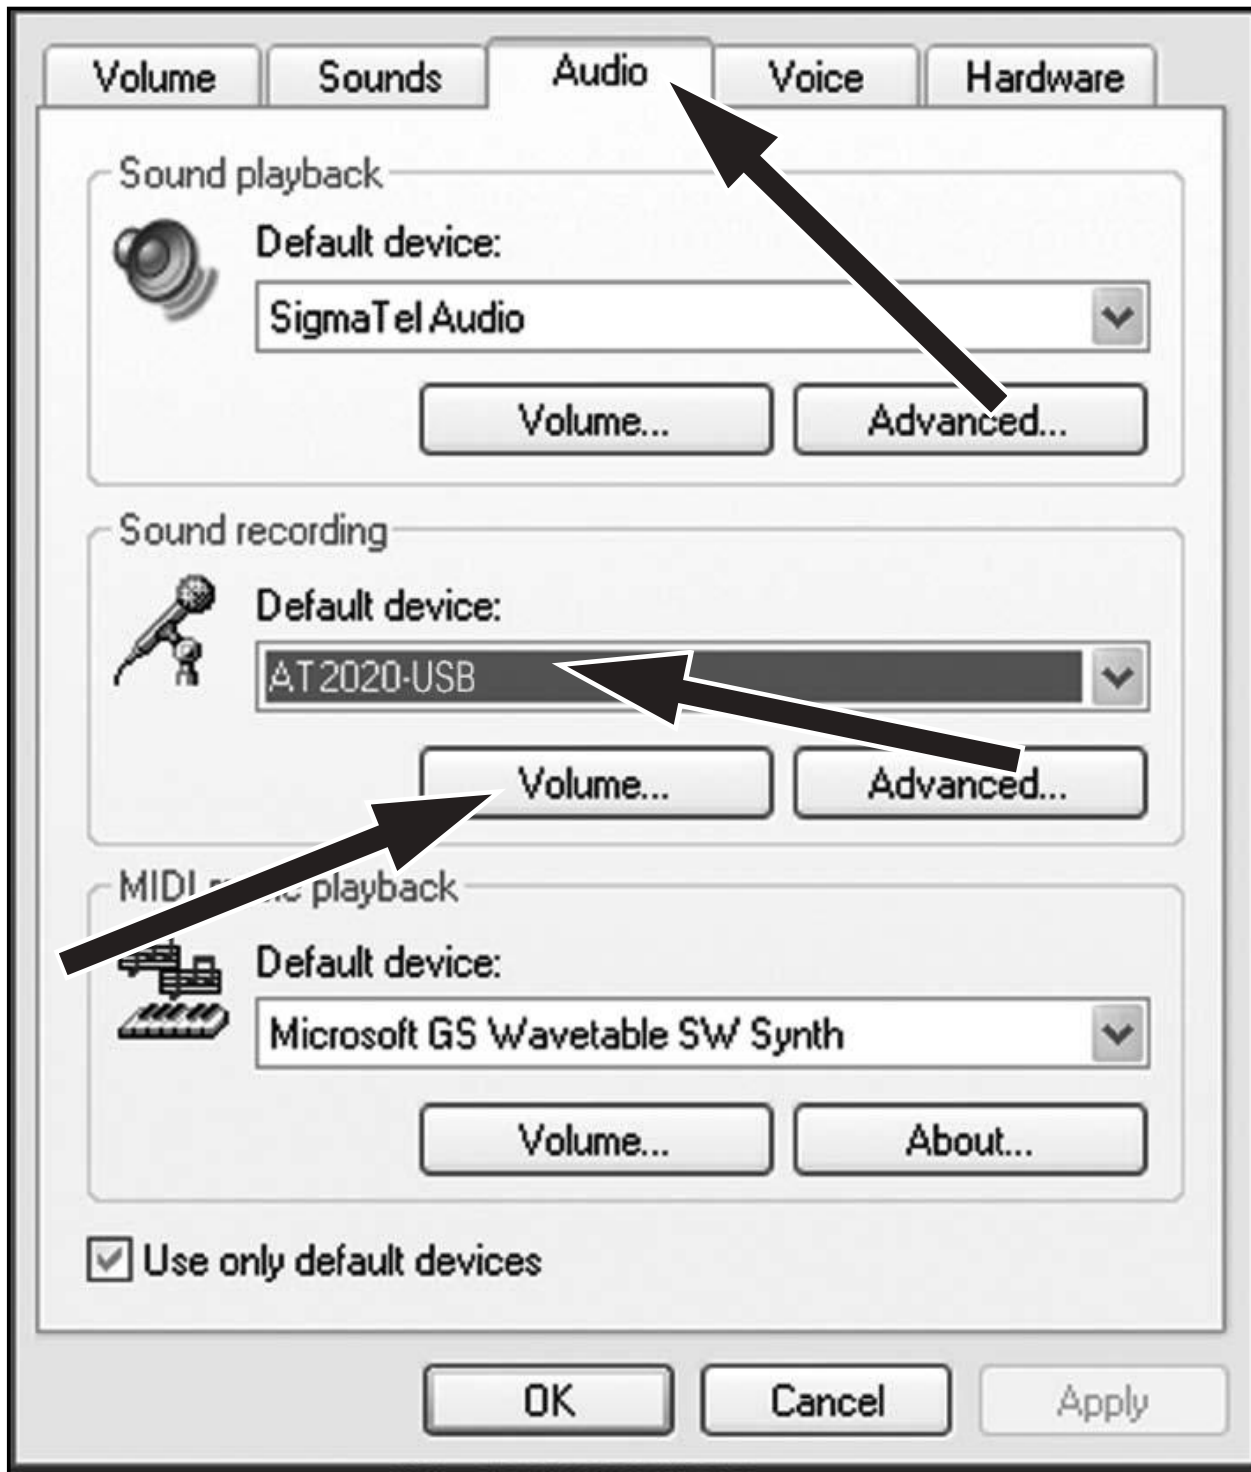 Volume Sounds Audio Voice Hardware
Sound playback
Default device:
SigmaTel Audio
Volume... Advanced...
Sound recording
Default device:
AT2020-USB
Volume... Advanced...
MIDI playback
Default device:
Microsoft GS Wavetable SW Synth
Volume... About...
Use only default devices
OK Cancel Apply